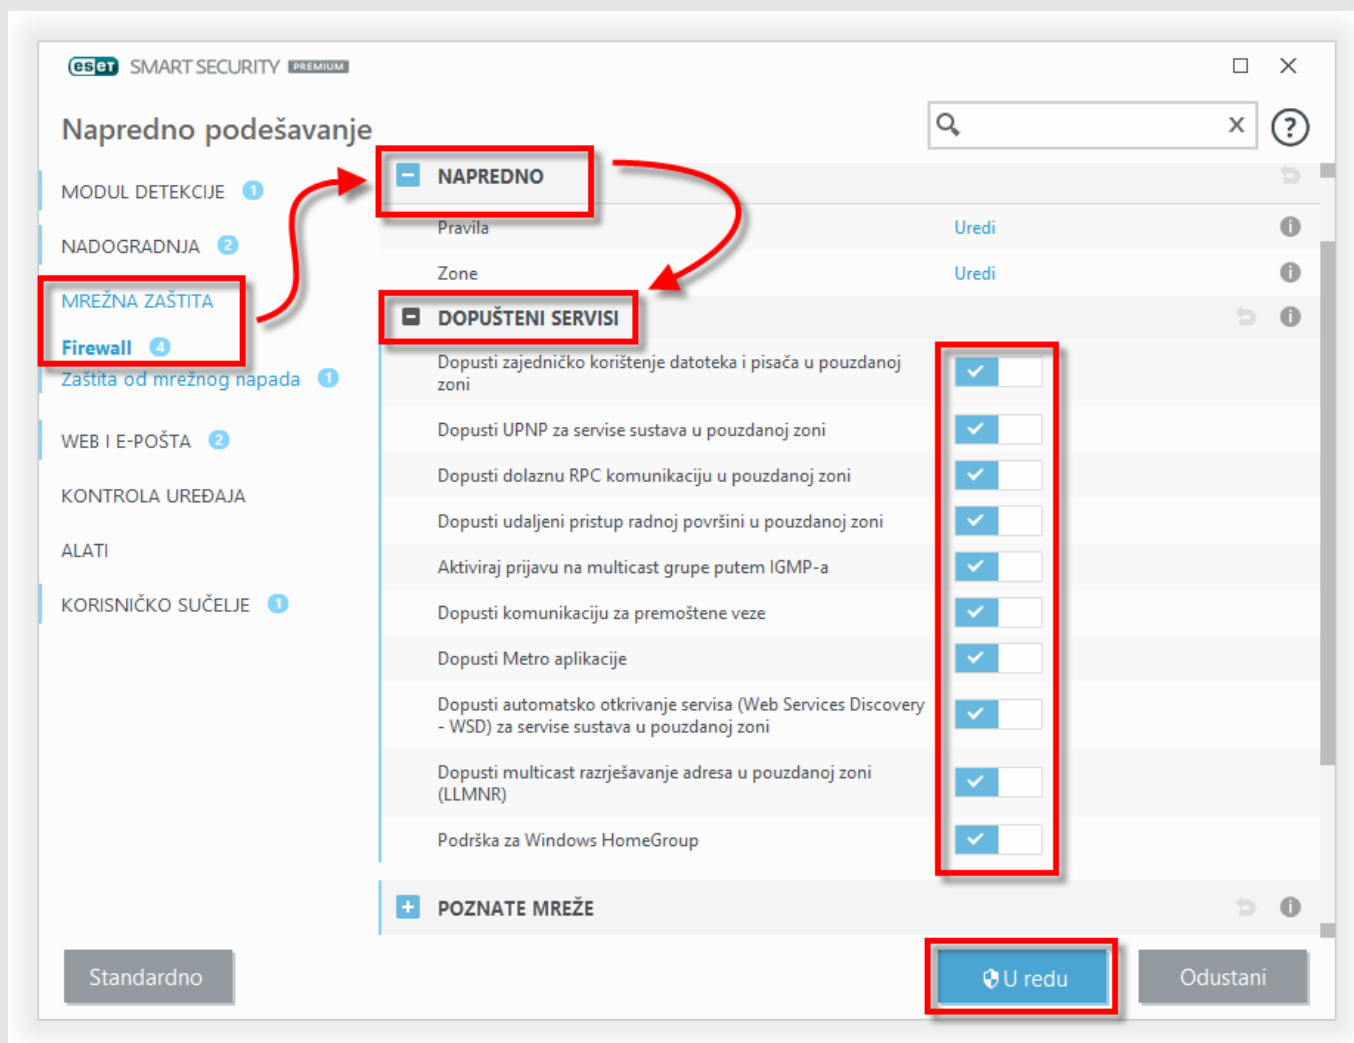 eset SMART SECURITY PREMIUM
Napredno podešavanje
x
?
MODUL DETEKCIJE 1
NADOGRADNJA 2
MREŽNA ZAŠTITA
Firewall 4
Zaštita od mrežnog napada 1
WEB I E-POŠTA 2
KONTROLA UREĐAJA
ALATI
KORISNIČKO SUČELJE 1
NAPREDNO
Pravila Uredi
Zone Uredi
DOPUŠTENI SERVISI
Dopusti zajedničko korištenje datoteka i pisača u pouzdanoj
zoni
Dopusti UPNP za servise sustava u pouzdanoj zoni
Dopusti dolaznu RPC komunikaciju u pouzdanoj zoni
Dopusti udaljeni pristup radnoj površini u pouzdanoj zoni
Aktiviraj prijavu na multicast grupe putem IGMP-a
Dopusti komunikaciju za premoštene veze
Dopusti Metro aplikacije
Dopusti automatsko otkrivanje servisa (Web Services Discovery
- WSD) za servise sustava u pouzdanoj zoni
Dopusti multicast razrješavanje adresa u pouzdanoj zoni
(LLMNR)
Podrška za Windows HomeGroup
POZNATE MREŽE
Standardno
U redu
Odustani